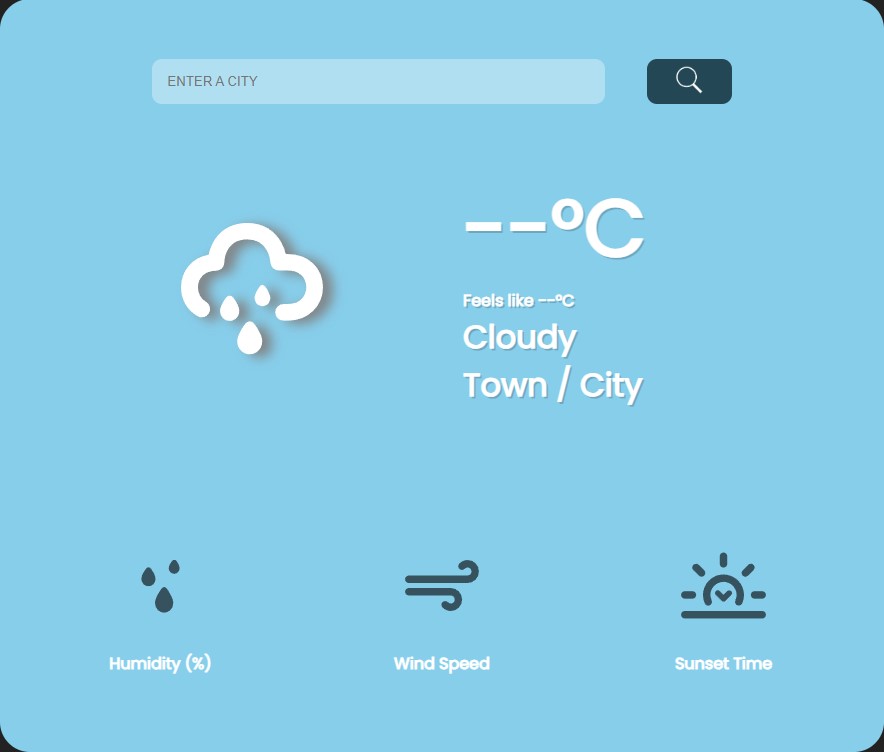 ENTER A CITY
--°C
Feels like --°C
Cloudy
Town / City
Humidity (%)
Wind Speed
Sunset Time